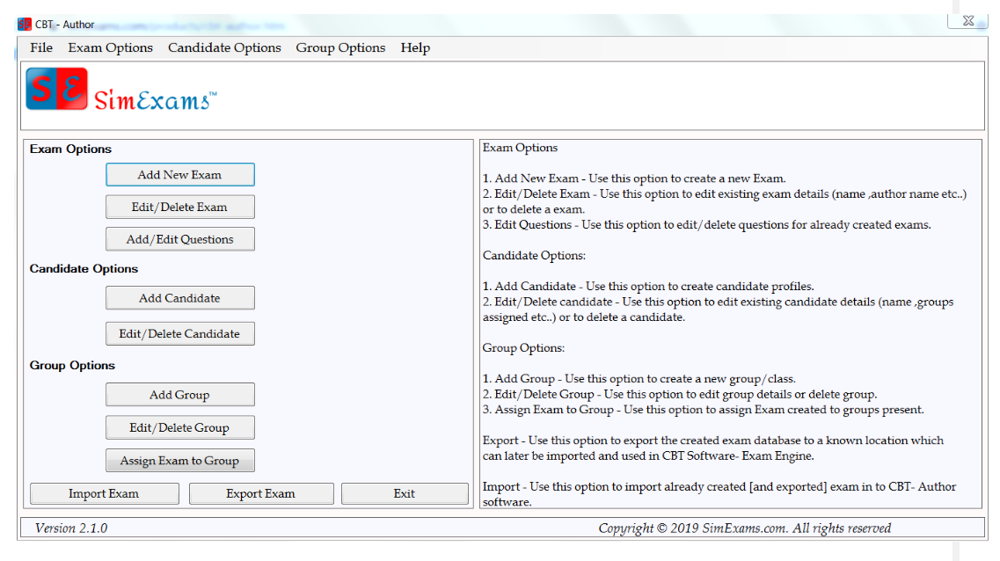 CBT - Author
File Exam Options Candidate Options Group Options Help
SE SimExams™
Exam Options
Add New Exam
Edit/Delete Exam
Add/Edit Questions
Candidate Options
Add Candidate
Edit/Delete Candidate
Group Options
Add Group
Edit/Delete Group
Assign Exam to Group
Import Exam Export Exam Exit
Exam Options
1. Add New Exam - Use this option to create a new Exam.
2. Edit/Delete Exam - Use this option to edit existing exam details (name ,author name etc..)
or to delete a exam.
3. Edit Questions - Use this option to edit/delete questions for already created exams.
Candidate Options:
1. Add Candidate - Use this option to create candidate profiles.
2. Edit/Delete candidate - Use this option to edit existing candidate details (name ,groups
assigned etc..) or to delete a candidate.
Group Options:
1. Add Group - Use this option to create a new group/class.
2. Edit/Delete Group - Use this option to edit group details or delete group.
3. Assign Exam to Group - Use this option to assign Exam created to groups present.
Export - Use this option to export the created exam database to a known location which
can later be imported and used in CBT Software- Exam Engine.
Import - Use this option to import already created [and exported] exam in to CBT- Author
software.
Version 2.1.0 Copyright © 2019 SimExams.com. All rights reserved